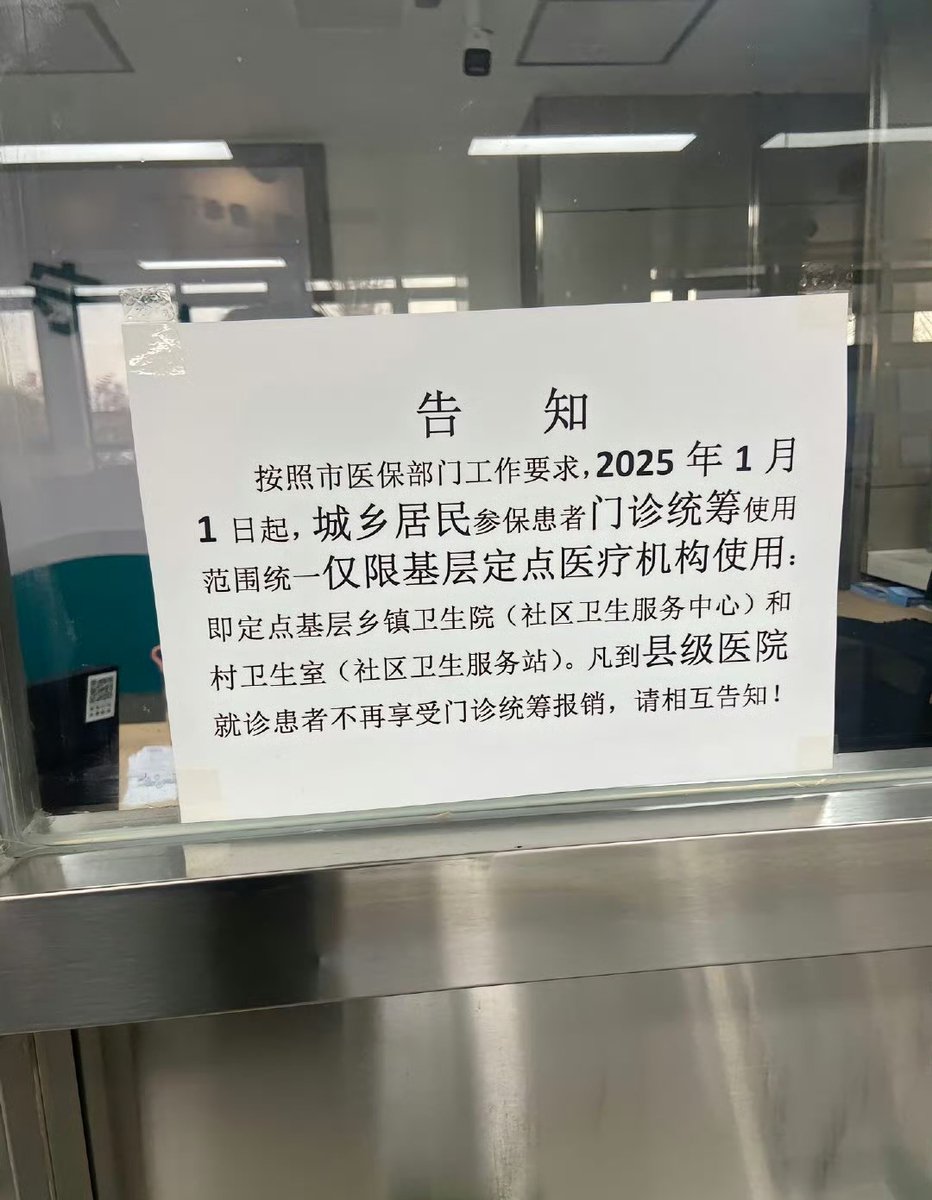 告 知
按照市医保部门工作要求，2025 年 1 月
1 日起，城乡居民参保患者门诊统筹使用
范围统一仅限基层定点医疗机构使用：
即定点基层乡镇卫生院（社区卫生服务中心）和
村卫生室（社区卫生服务站）。凡到县级医院
就诊患者不再享受门诊统筹报销，请相互告知！